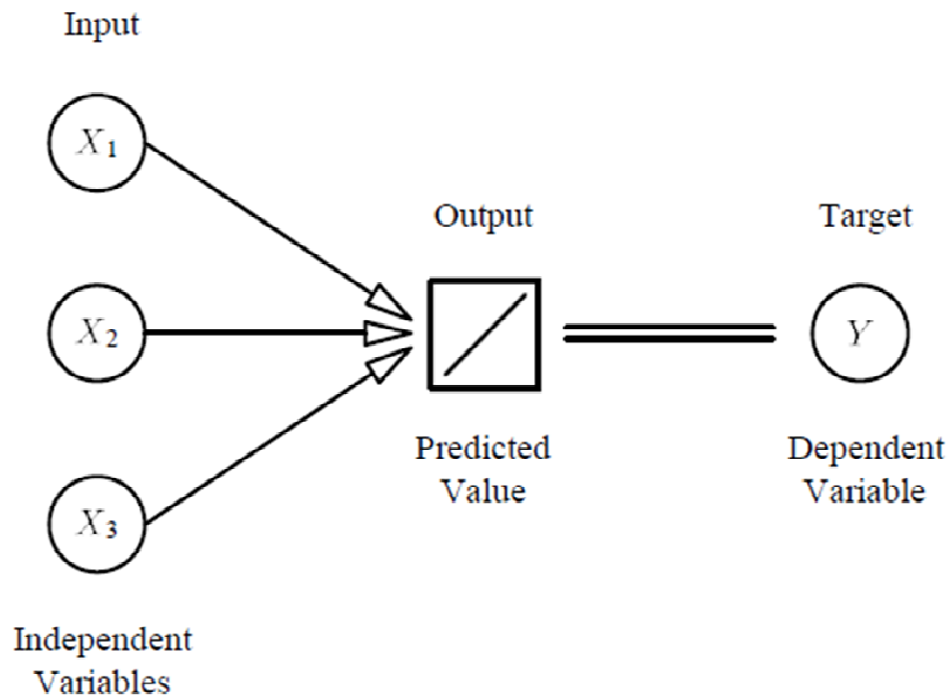 Input
X1
Output
Target
X2
Y
Predicted
Value
Dependent
Variable
X3
Independent
Variables